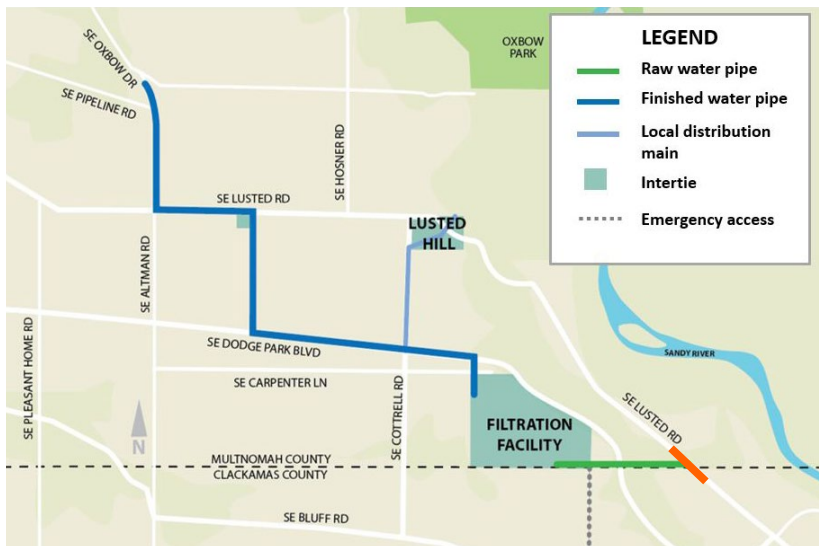 LEGEND
Raw water pipe
Finished water pipe
Local distribution
main
Intertie
Emergency access
OXBOW
PARK
SE OXBOW DR
SE PIPELINE RD
SE HOSNER RD
SE LUSTED RD
LUSTED
HILL
SE ALTMAN RD
SE PLEASANT HOME RD
SE DODGE PARK BLVD
SANDY RIVER
SE CARPENTER LN
SE COTTRELL RD
SE LUSTED RD
FILTRATION
FACILITY
N
MULTNOMAH COUNTY
CLACKAMAS COUNTY
SE BLUFF RD